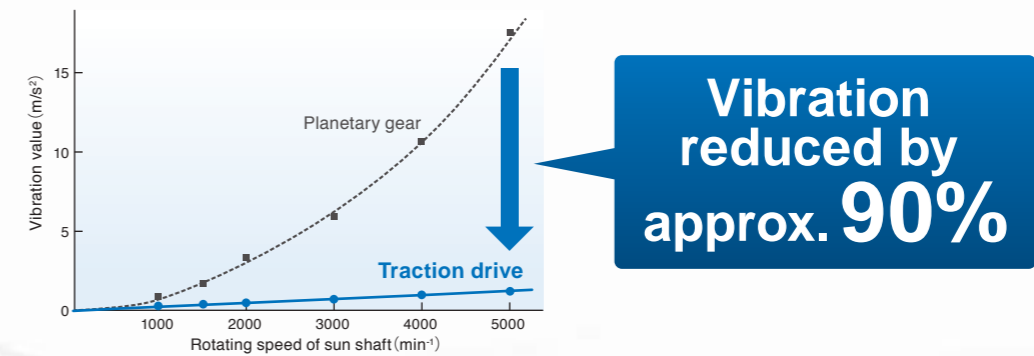 Vibration value (m/s²)
15
10
5
0
Planetary gear
Traction drive
1000 2000 3000 4000 5000
Rotating speed of sun shaft (min⁻¹)
Vibration
reduced by
approx. 90%